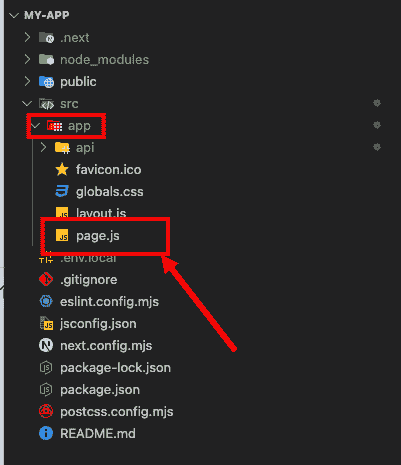 MY-APP
.next
node_modules
public
src
app
api
favicon.ico
globals.css
layout.js
JS page.js
.env.local
.gitignore
eslint.config.mjs
jsconfig.json
next.config.mjs
package-lock.json
package.json
postcss.config.mjs
README.md